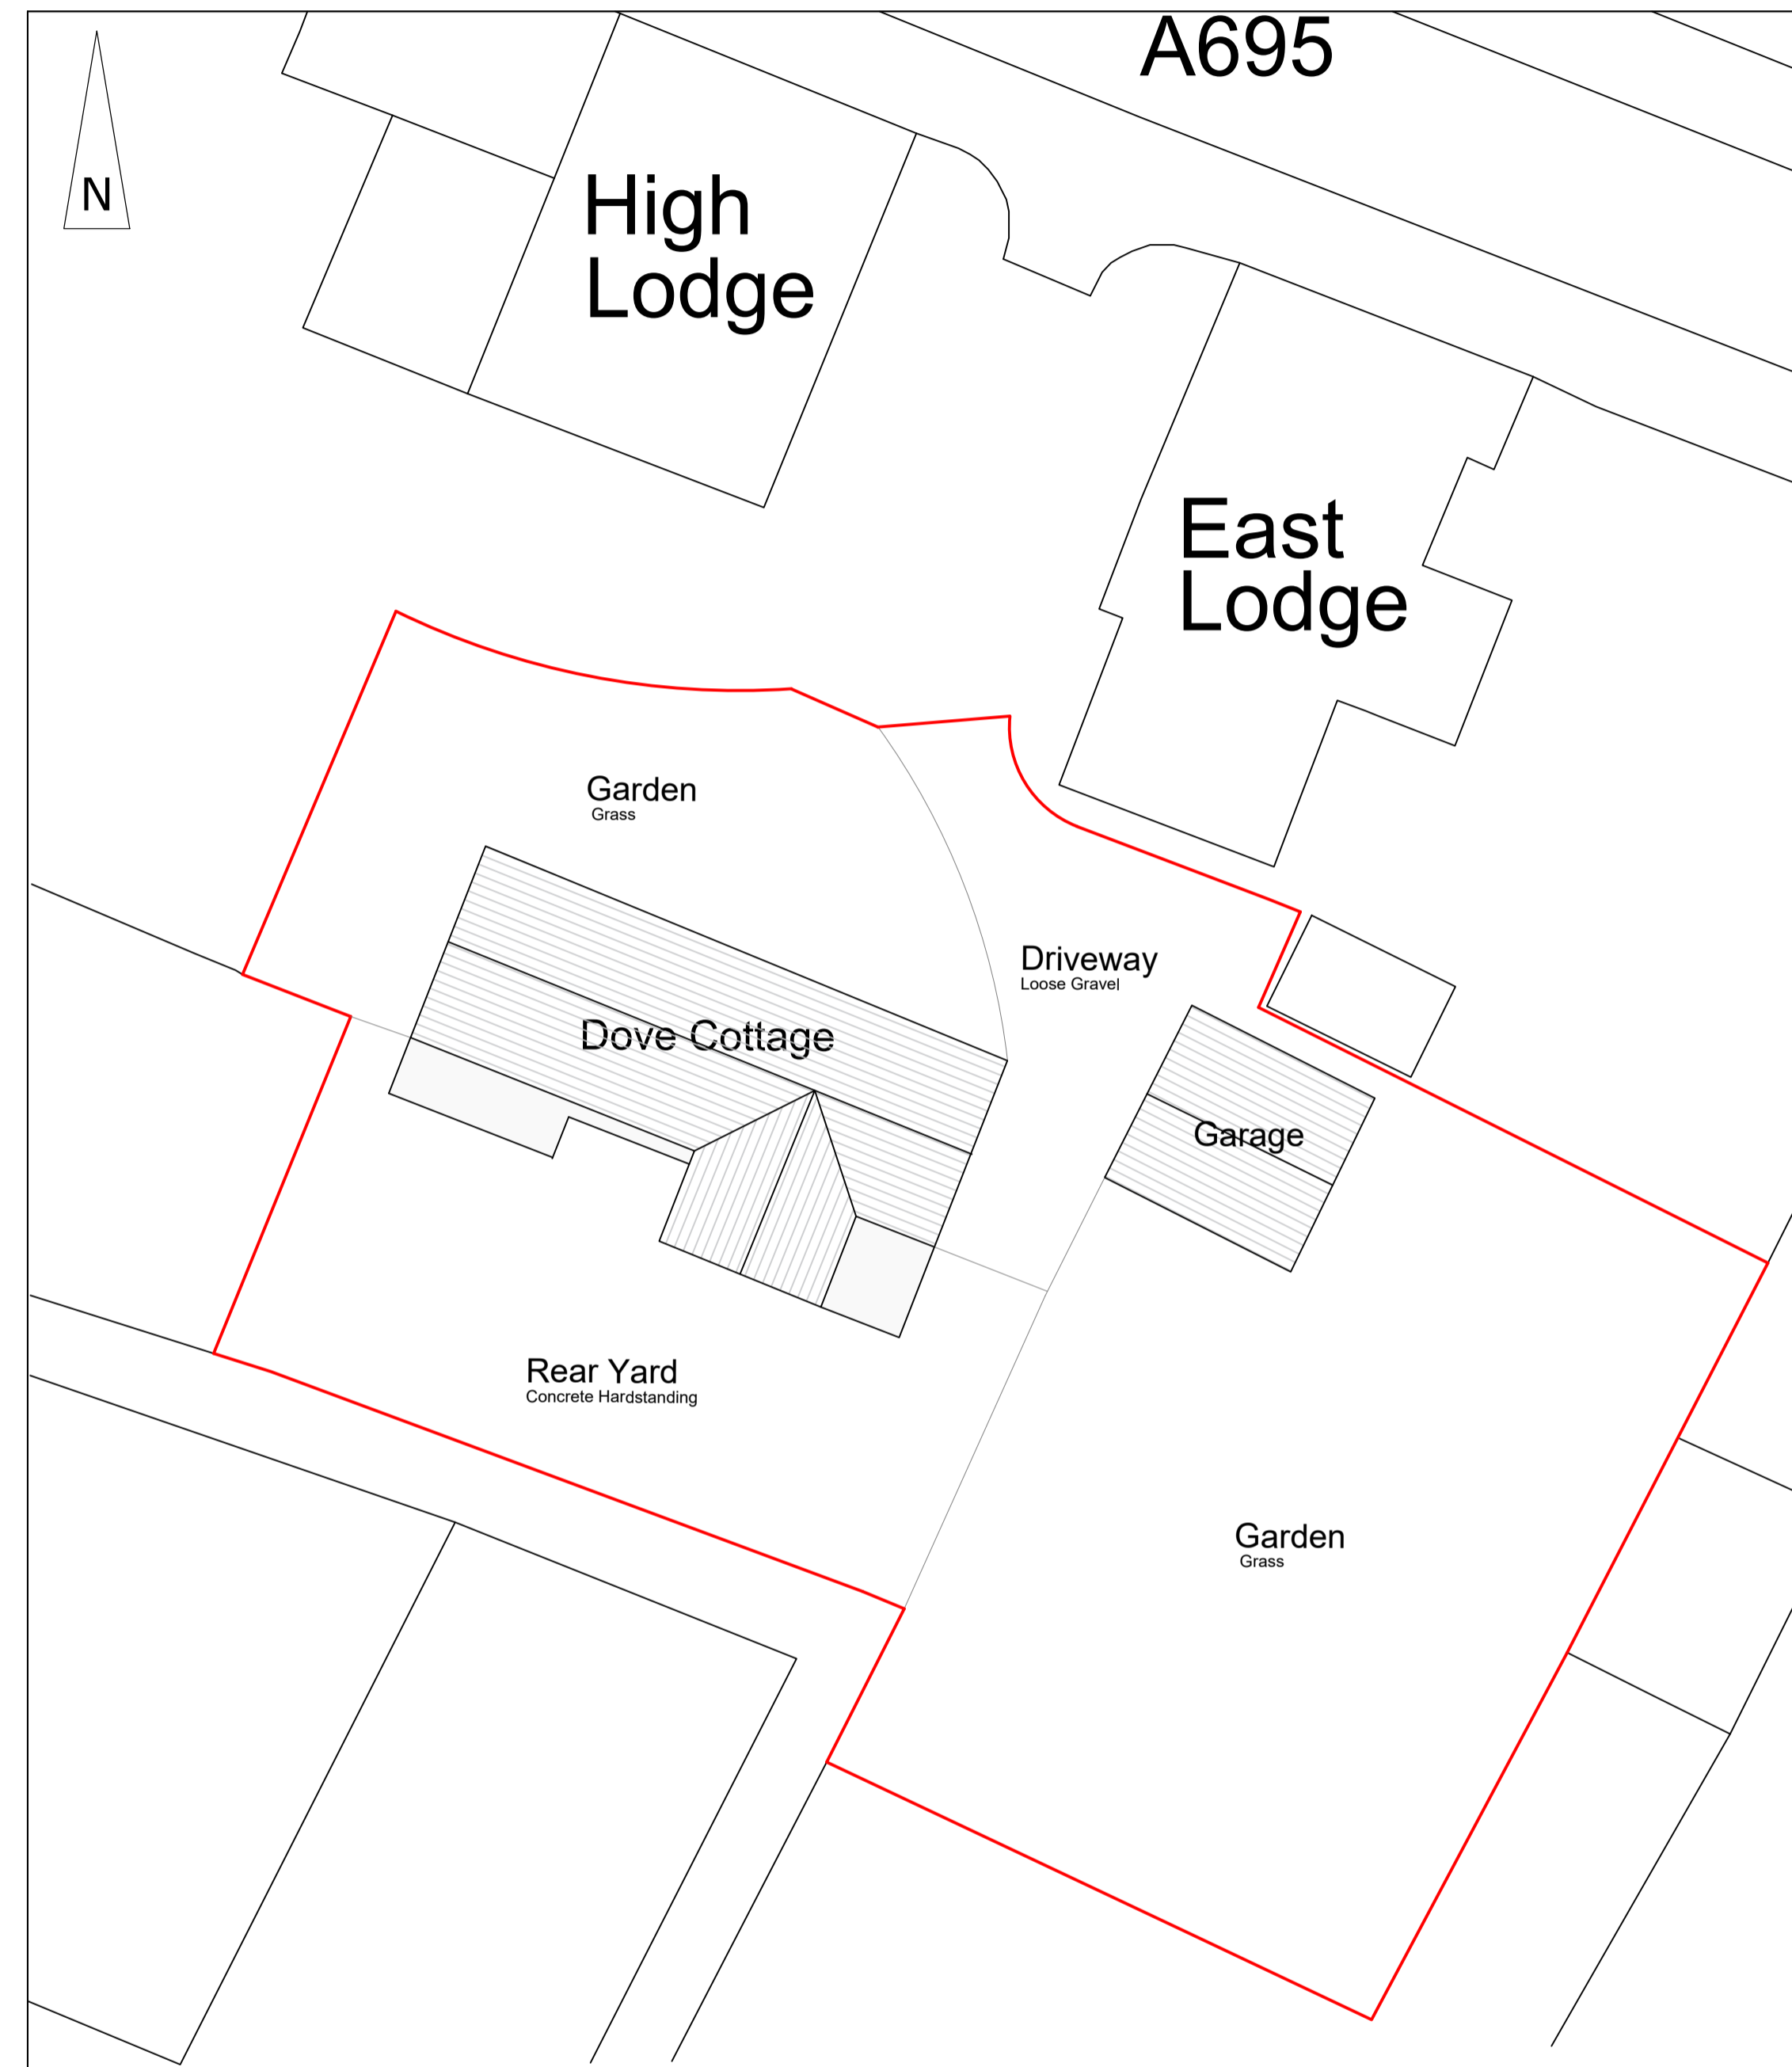 A695
N
High
Lodge
East
Lodge
Garden
Grass
Driveway
Loose Gravel
Dove Cottage
Garage
Rear Yard
Concrete Hardstanding
Garden
Grass